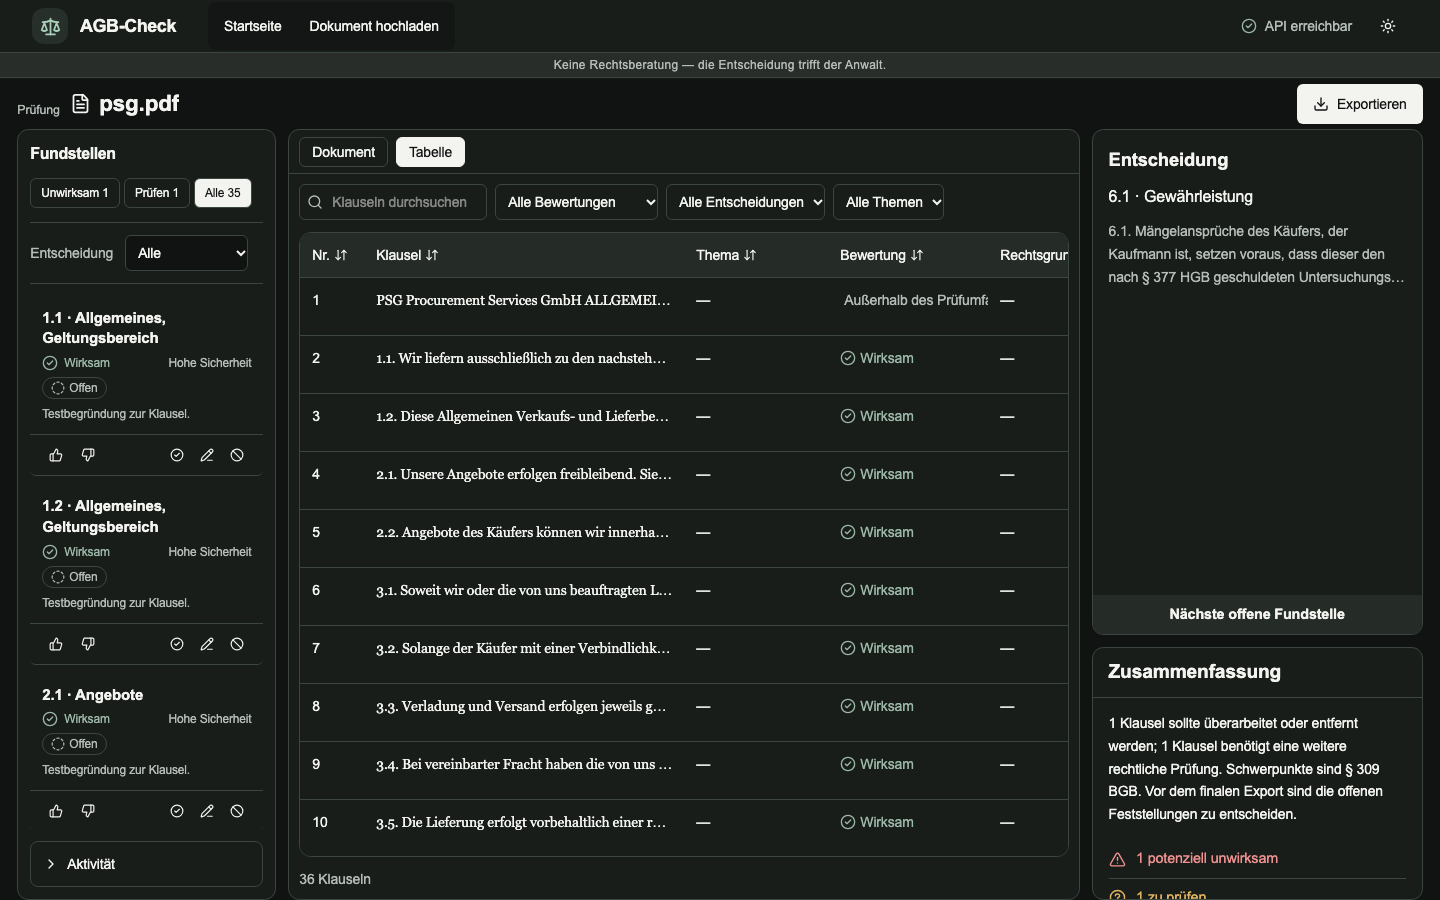 AGB-Check
Startseite
Dokument hochladen
API erreichbar
Keine Rechtsberatung — die Entscheidung trifft der Anwalt.
Prüfung
psg.pdf
Exportieren
Fundstellen
Unwirksam 1
Prüfen 1
Alle 35
Entscheidung
Alle
1.1 · Allgemeines,
Geltungsbereich
Wirksam
Hohe Sicherheit
Offen
Testbegründung zur Klausel.
1.2 · Allgemeines,
Geltungsbereich
Wirksam
Hohe Sicherheit
Offen
Testbegründung zur Klausel.
2.1 · Angebote
Wirksam
Hohe Sicherheit
Offen
Testbegründung zur Klausel.
Aktivität
Dokument
Tabelle
Klauseln durchsuchen
Alle Bewertungen
Alle Entscheidungen
Alle Themen
Nr. Klausel Thema Bewertung Rechtsgrun
1 PSG Procurement Services GmbH ALLGEMEI... — Außerhalb des Prüfumfa —
2 1.1. Wir liefern ausschließlich zu den nachsteh... — Wirksam —
3 1.2. Diese Allgemeinen Verkaufs- und Lieferbe... — Wirksam —
4 2.1. Unsere Angebote erfolgen freibleibend. Sie... — Wirksam —
5 2.2. Angebote des Käufers können wir innerha... — Wirksam —
6 3.1. Soweit wir oder die von uns beauftragten L... — Wirksam —
7 3.2. Solange der Käufer mit einer Verbindlichk... — Wirksam —
8 3.3. Verladung und Versand erfolgen jeweils g... — Wirksam —
9 3.4. Bei vereinbarter Fracht haben die von uns ... — Wirksam —
10 3.5. Die Lieferung erfolgt vorbehaltlich einer r... — Wirksam —
36 Klauseln
Entscheidung
6.1 · Gewährleistung
6.1. Mängelansprüche des Käufers, der
Kaufmann ist, setzen voraus, dass dieser den
nach § 377 HGB geschuldeten Untersuchungs...
Nächste offene Fundstelle
Zusammenfassung
1 Klausel sollte überarbeitet oder entfernt
werden; 1 Klausel benötigt eine weitere
rechtliche Prüfung. Schwerpunkte sind § 309
BGB. Vor dem finalen Export sind die offenen
Feststellungen zu entscheiden.
1 potenziell unwirksam
1 zu prüfen